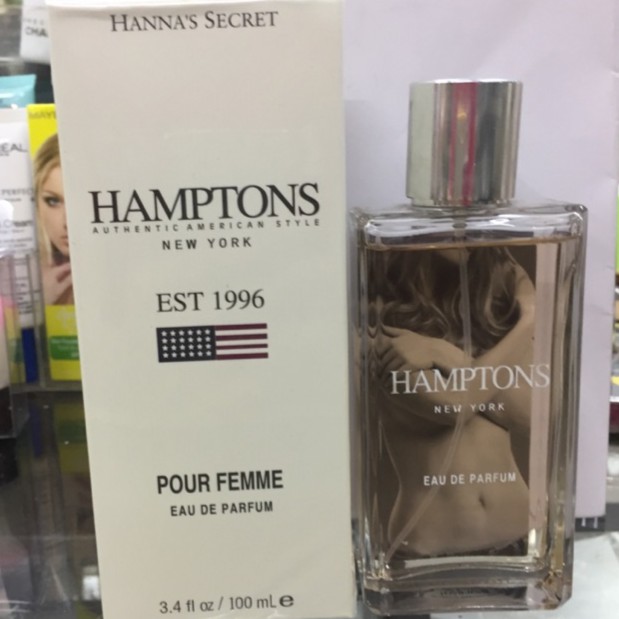 HANNA'S SECRET
HAMPTONS
AUTHENTIC AMERICAN STYLE
NEW YORK
EST 1996
POUR FEMME
EAU DE PARFUM
3.4 fl oz / 100 mL e
HAMPTONS
NEW YORK
EAU DE PARFUM